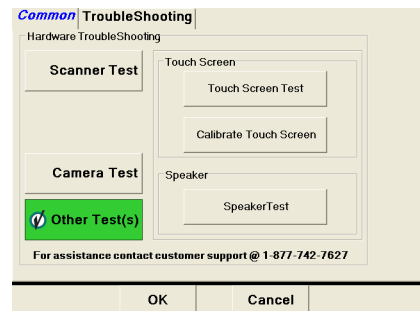 Common TroubleShooting
Hardware TroubleShooting
Scanner Test
Touch Screen
Touch Screen Test
Calibrate Touch Screen
Camera Test
Speaker
SpeakerTest
Other Test(s)
For assistance contact customer support @ 1-877-742-7627
OK Cancel